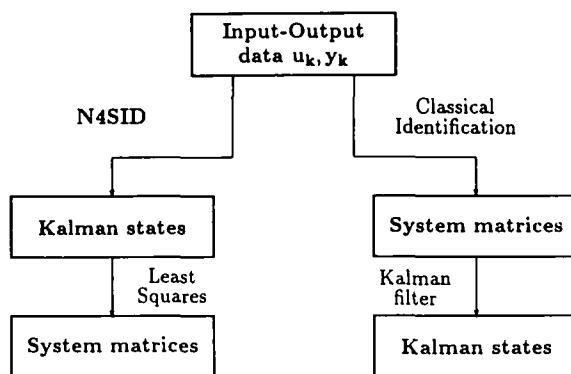 Input-Output
data u_k, y_k
N4SID
Classical
Identification
Kalman states
System matrices
Least
Squares
Kalman
filter
System matrices
Kalman states